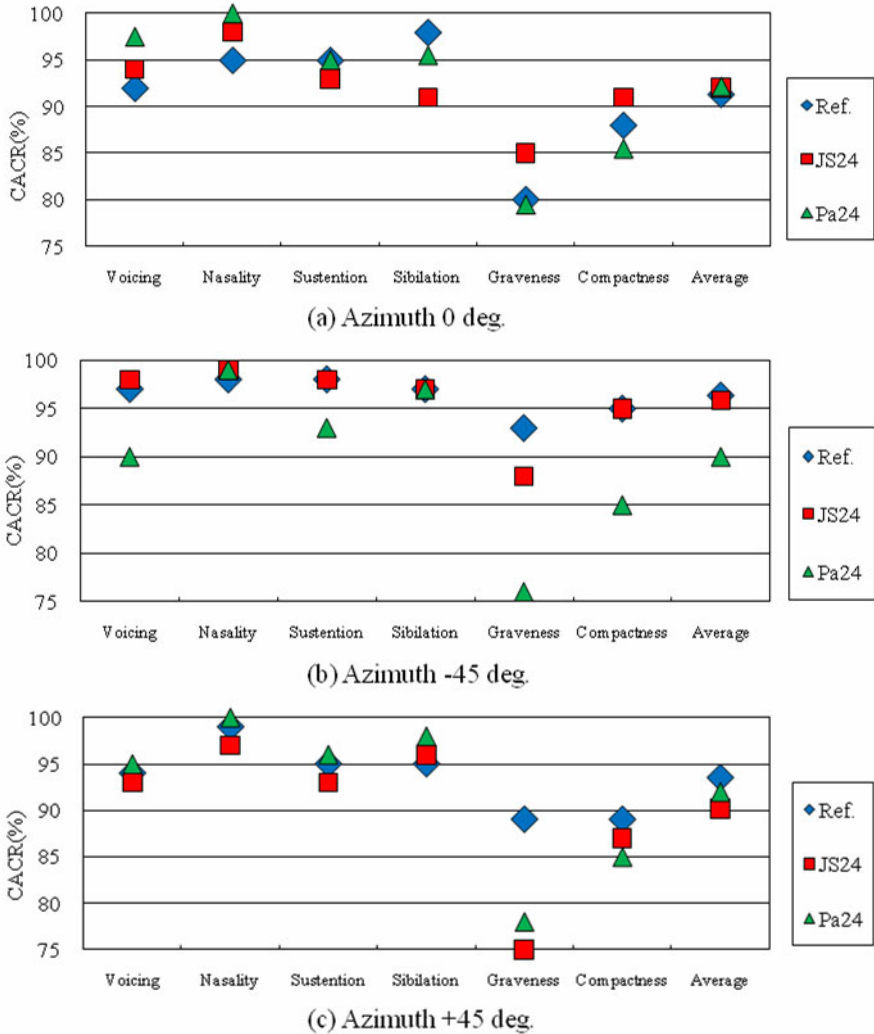 100
95
90
85
80
75
CACR(%)
Voicing Nasality Sustention Sibilation Graveness Compactness Average
Ref.
JS24
Pa24
(a) Azimuth 0 deg.
100
95
90
85
80
75
CACR(%)
Voicing Nasality Sustention Sibilation Graveness Compactness Average
Ref.
JS24
Pa24
(b) Azimuth -45 deg.
100
95
90
85
80
75
CACR(%)
Voicing Nasality Sustention Sibilation Graveness Compactness Average
Ref.
JS24
Pa24
(c) Azimuth +45 deg.